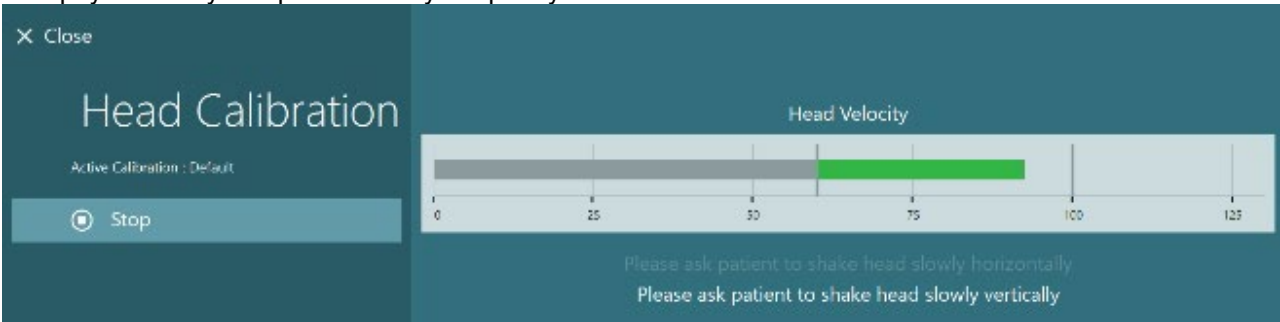 Close
Head Calibration
Active Calibration : Default
Stop
Head Velocity
0 25 50 75 100 125
Please ask patient to shake head slowly horizontally
Please ask patient to shake head slowly vertically